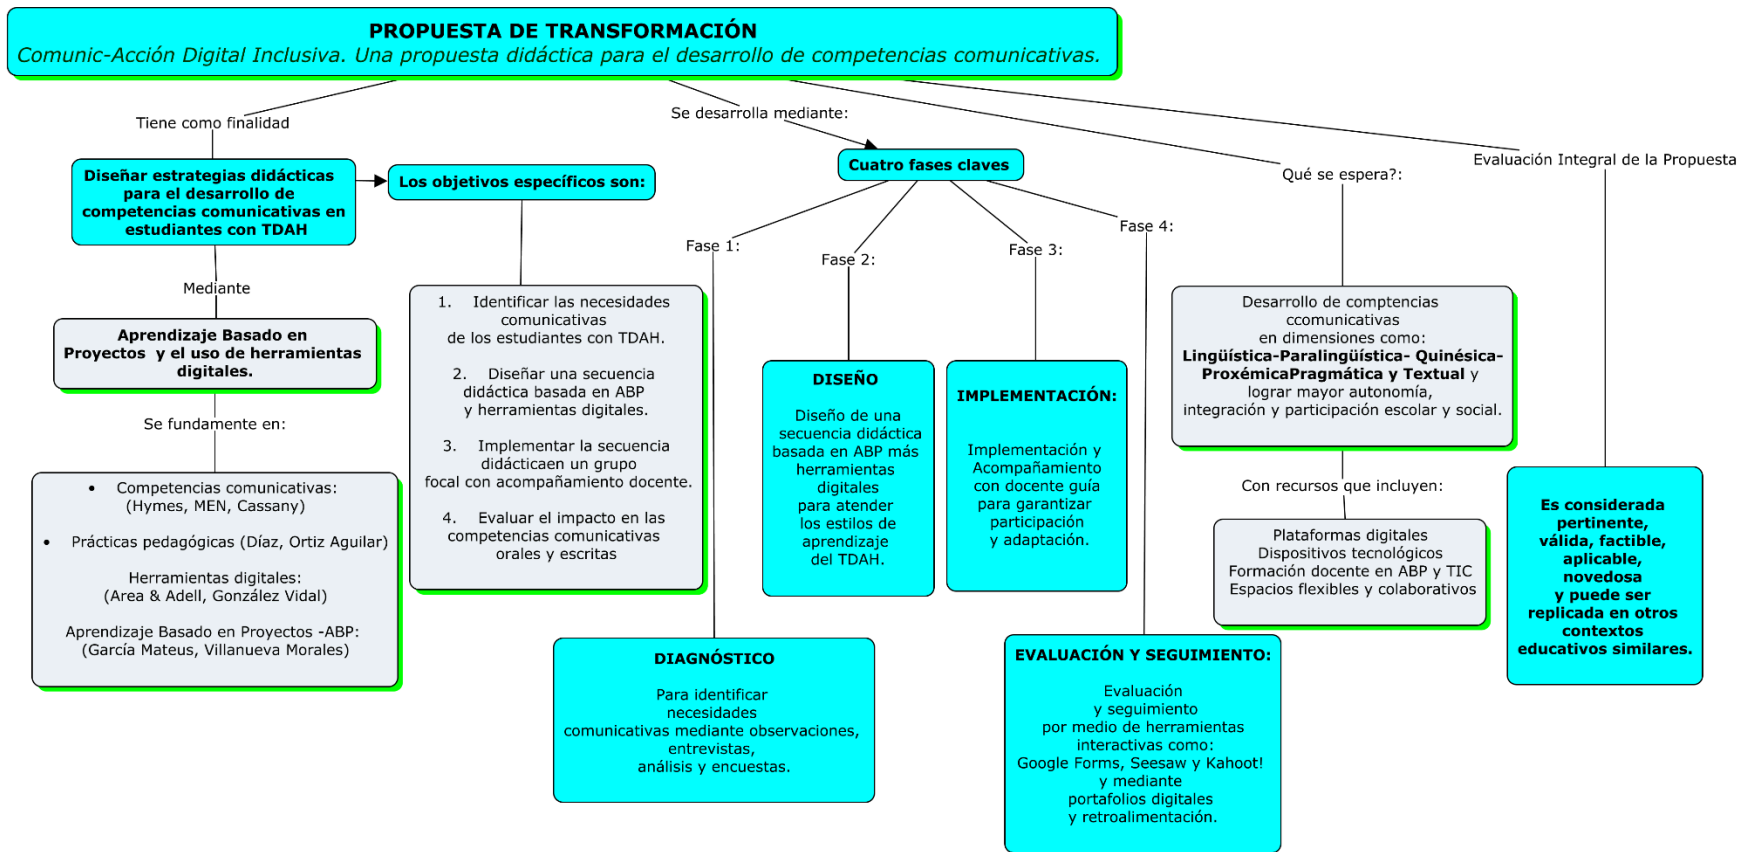 PROPUESTA DE TRANSFORMACIÓN
Comunic-Acción Digital Inclusiva. Una propuesta didáctica para el desarrollo de competencias comunicativas.
Tiene como finalidad
Diseñar estrategias didácticas
para el desarrollo de
competencias comunicativas en
estudiantes con TDAH
Mediante
Aprendizaje Basado en
Proyectos y el uso de herramientas
digitales.
Se fundamente en:
• Competencias comunicativas:
(Hymes, MEN, Cassany)
• Prácticas pedagógicas (Díaz, Ortiz Aguilar)
Herramientas digitales:
(Area & Adell, González Vidal)
Aprendizaje Basado en Proyectos -ABP:
(García Mateus, Villanueva Morales)
Los objetivos específicos son:
1. Identificar las necesidades
comunicativas
de los estudiantes con TDAH.
2. Diseñar una secuencia
didáctica basada en ABP
y herramientas digitales.
3. Implementar la secuencia
didácticaen un grupo
focal con acompañamiento docente.
4. Evaluar el impacto en las
competencias comunicativas
orales y escritas
Se desarrolla mediante:
Cuatro fases claves
Fase 1:
DIAGNÓSTICO
Para identificar
necesidades
comunicativas mediante observaciones,
entrevistas,
análisis y encuestas.
Fase 2:
DISEÑO
Diseño de una
secuencia didáctica
basada en ABP más
herramientas
digitales
para atender
los estilos de
aprendizaje
del TDAH.
Fase 3:
IMPLEMENTACIÓN:
Implementación y
Acompañamiento
con docente guía
para garantizar
participación
y adaptación.
Fase 4:
EVALUACIÓN Y SEGUIMIENTO:
Evaluación
y seguimiento
por medio de herramientas
interactivas como:
Google Forms, Seesaw y Kahoot!
y mediante
portafolios digitales
y retroalimentación.
Qué se espera?:
Desarrollo de comptencias
ccomunicativas
en dimensiones como:
Lingüística-Paralingüística- Quinésica-
ProxémicaPragmática y Textual y
lograr mayor autonomía,
integración y participación escolar y social.
Con recursos que incluyen:
Plataformas digitales
Dispositivos tecnológicos
Formación docente en ABP y TIC
Espacios flexibles y colaborativos
Evaluación Integral de la Propuesta
Es considerada
pertinente,
válida, factible,
aplicable,
novedosa
y puede ser
replicada en otros
contextos
educativos similares.